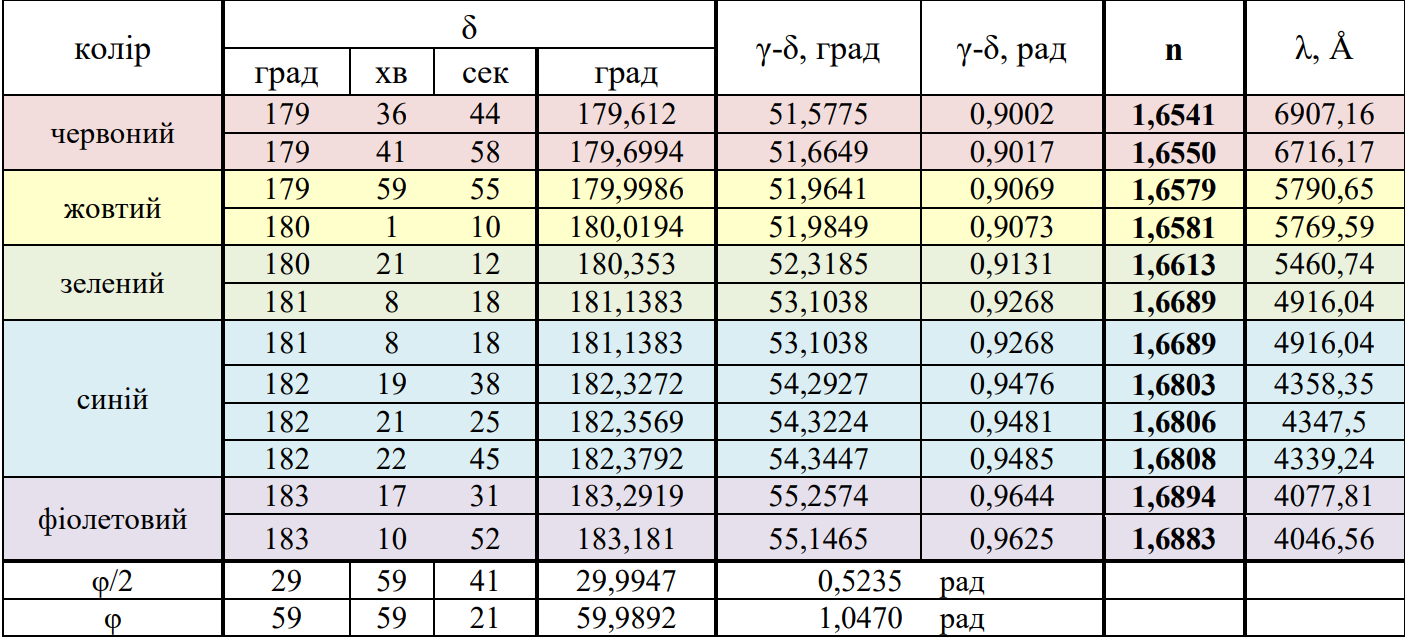 колір δ γ-δ, град γ-δ, рад n λ, Å
град хв сек град
червоний 179 36 44 179,612 51,5775 0,9002 1,6541 6907,16
179 41 58 179,6994 51,6649 0,9017 1,6550 6716,17
жовтий 179 59 55 179,9986 51,9641 0,9069 1,6579 5790,65
180 1 10 180,0194 51,9849 0,9073 1,6581 5769,59
зелений 180 21 12 180,353 52,3185 0,9131 1,6613 5460,74
181 8 18 181,1383 53,1038 0,9268 1,6689 4916,04
синій 181 8 18 181,1383 53,1038 0,9268 1,6689 4916,04
182 19 38 182,3272 54,2927 0,9476 1,6803 4358,35
182 21 25 182,3569 54,3224 0,9481 1,6806 4347,5
182 22 45 182,3792 54,3447 0,9485 1,6808 4339,24
фіолетовий 183 17 31 183,2919 55,2574 0,9644 1,6894 4077,81
183 10 52 183,181 55,1465 0,9625 1,6883 4046,56
φ/2 29 59 41 29,9947 0,5235 рад
φ 59 59 21 59,9892 1,0470 рад